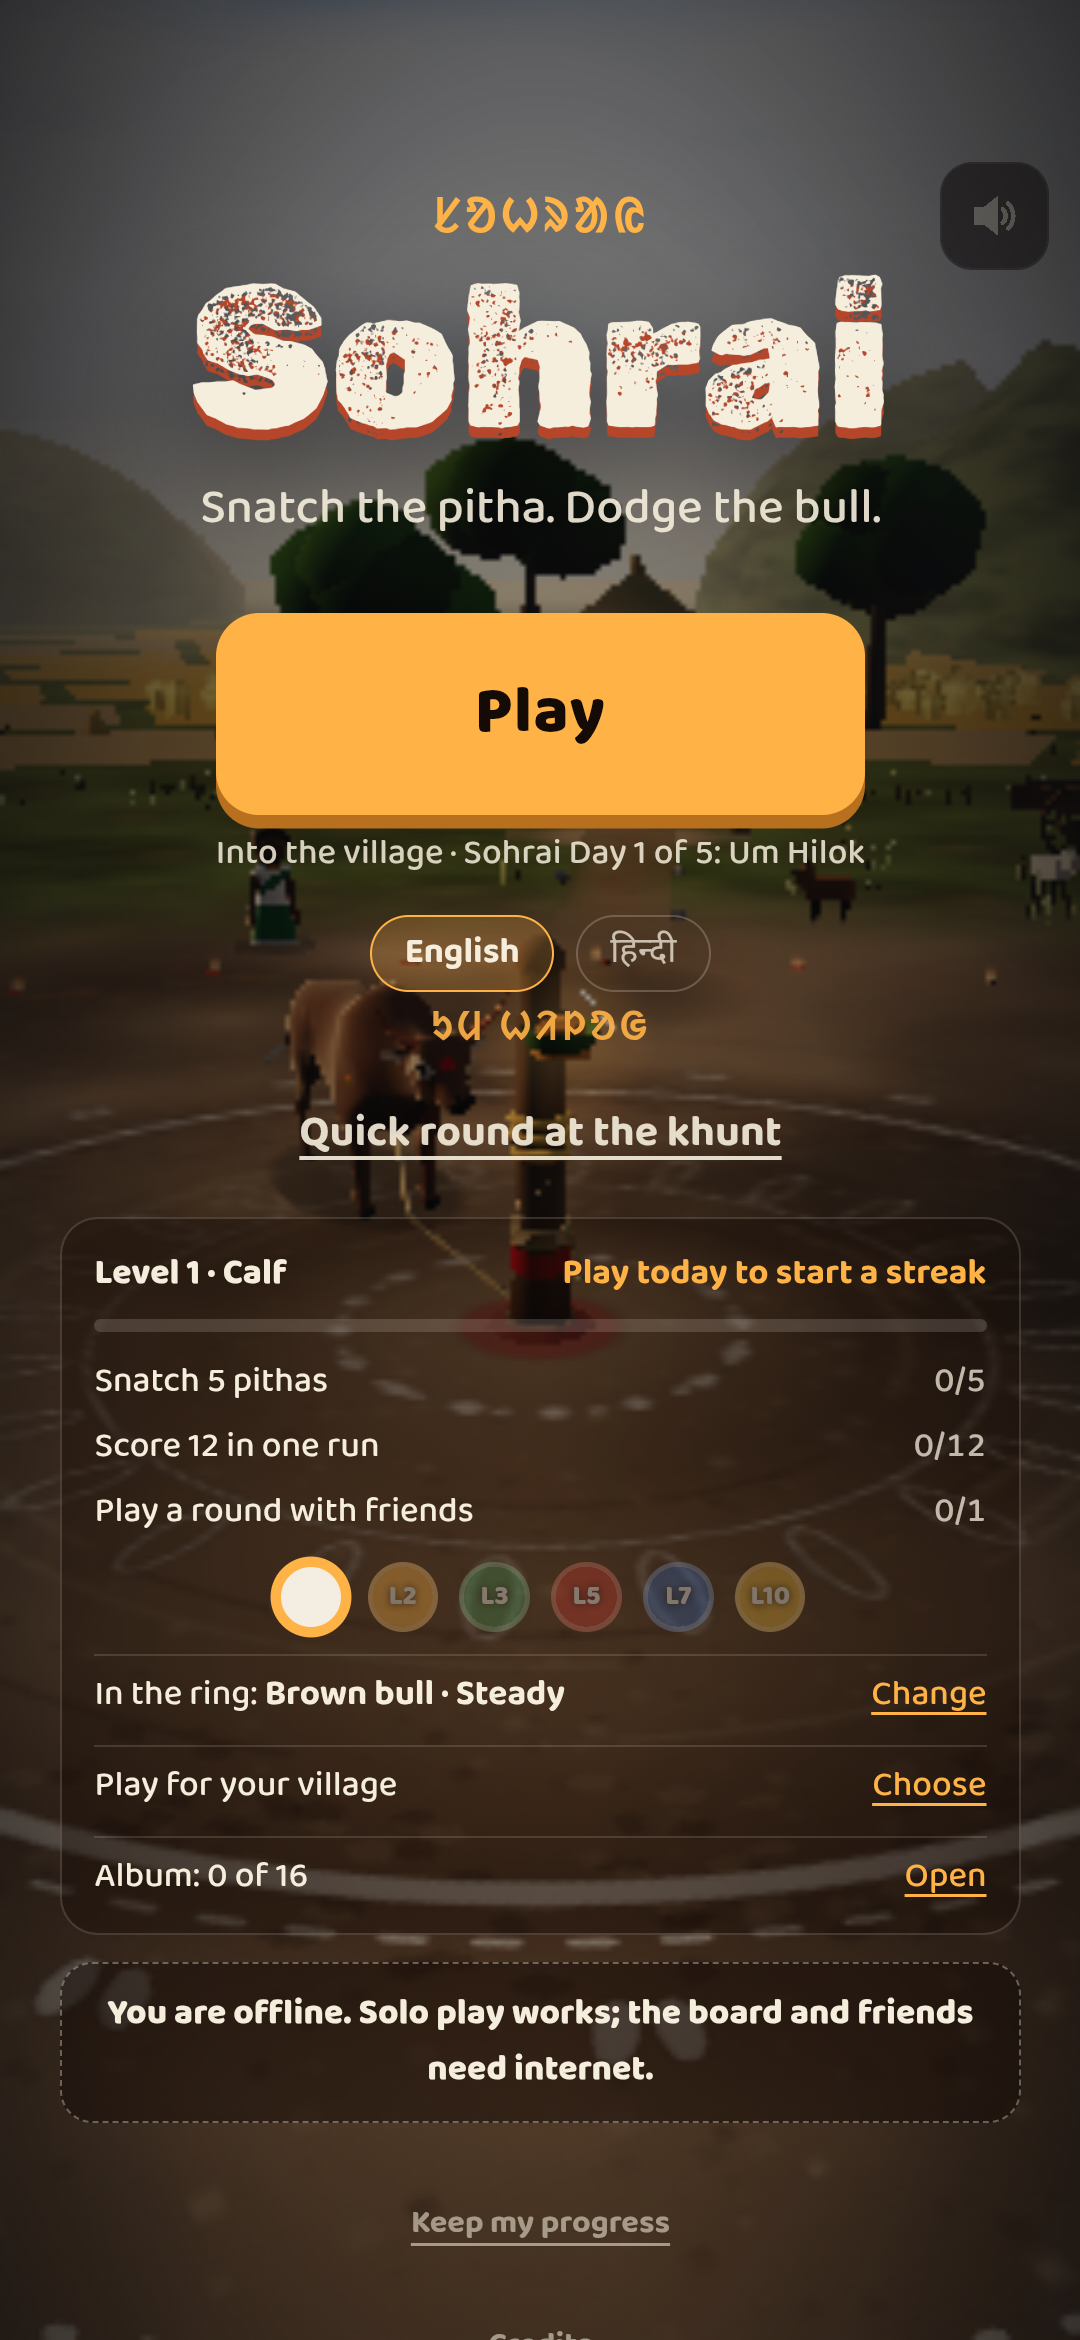 ᱥᱚᱦᱨᱟᱭ
Sohrai
Snatch the pitha. Dodge the bull.
Play
Into the village · Sohrai Day 1 of 5: Um Hilok
English हिन्दी
ᱩᱢ ᱦᱤᱞᱚᱠ
Quick round at the khunt
Level 1 · Calf Play today to start a streak
Snatch 5 pithas 0/5
Score 12 in one run 0/12
Play a round with friends 0/1
L2 L3 L5 L7 L10
In the ring: Brown bull · Steady Change
Play for your village Choose
Album: 0 of 16 Open
You are offline. Solo play works; the board and friends
need internet.
Keep my progress
Credits